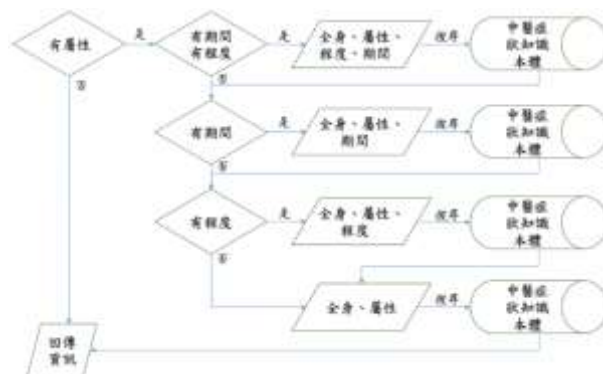 有屬性
是
有期間
有程度
是
全身、屬性、
程度、期間
搜尋
中醫症
狀知識
本體
否
否
有期間
是
全身、屬性、
期間
搜尋
中醫症
狀知識
本體
否
有程度
是
全身、屬性、
程度
搜尋
中醫症
狀知識
本體
否
全身、屬性
搜尋
中醫症
狀知識
本體
回傳
資訊